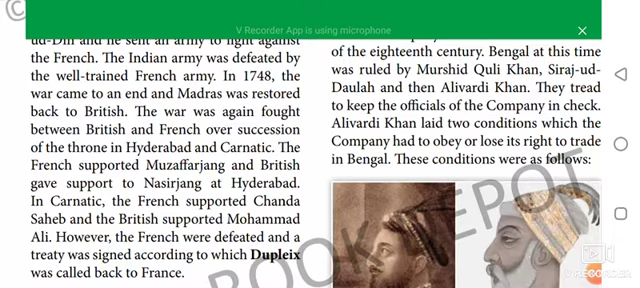 V Recorder App is using microphone
ud-Din and he sent an army to fight against
the French. The Indian army was defeated by
the well-trained French army. In 1748, the
war came to an end and Madras was restored
back to British. The war was again fought
between British and French over succession
of the throne in Hyderabad and Carnatic. The
French supported Muzaffarjang and British
gave support to Nasirjang at Hyderabad.
In Carnatic, the French supported Chanda
Saheb and the British supported Mohammad
Ali. However, the French were defeated and a
treaty was signed according to which Dupleix
was called back to France.
of the eighteenth century. Bengal at this time
was ruled by Murshid Quli Khan, Siraj-ud-
Daulah and then Alivardi Khan. They tread
to keep the officials of the Company in check.
Alivardi Khan laid two conditions which the
Company had to obey or lose its right to trade
in Bengal. These conditions were as follows:
BOOK DEPOT
V RECORDER